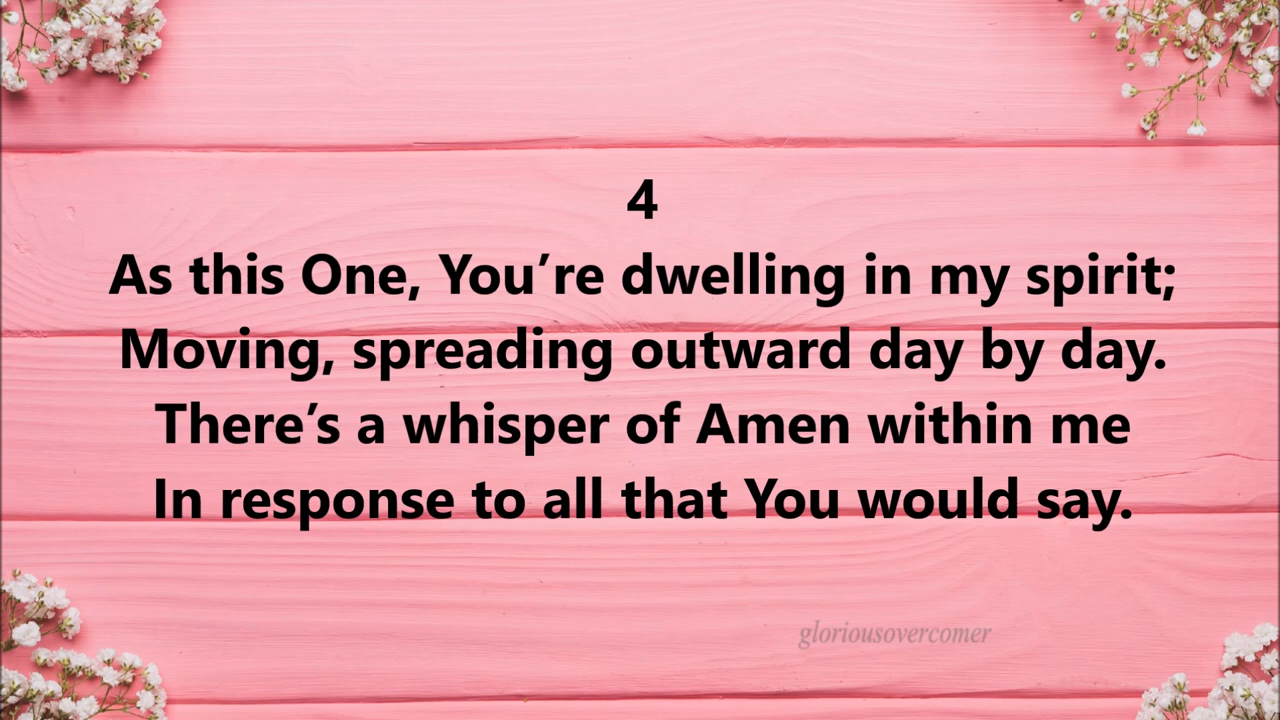 4
As this One, You’re dwelling in my spirit;
Moving, spreading outward day by day.
There’s a whisper of Amen within me
In response to all that You would say.
gloriousovercomer